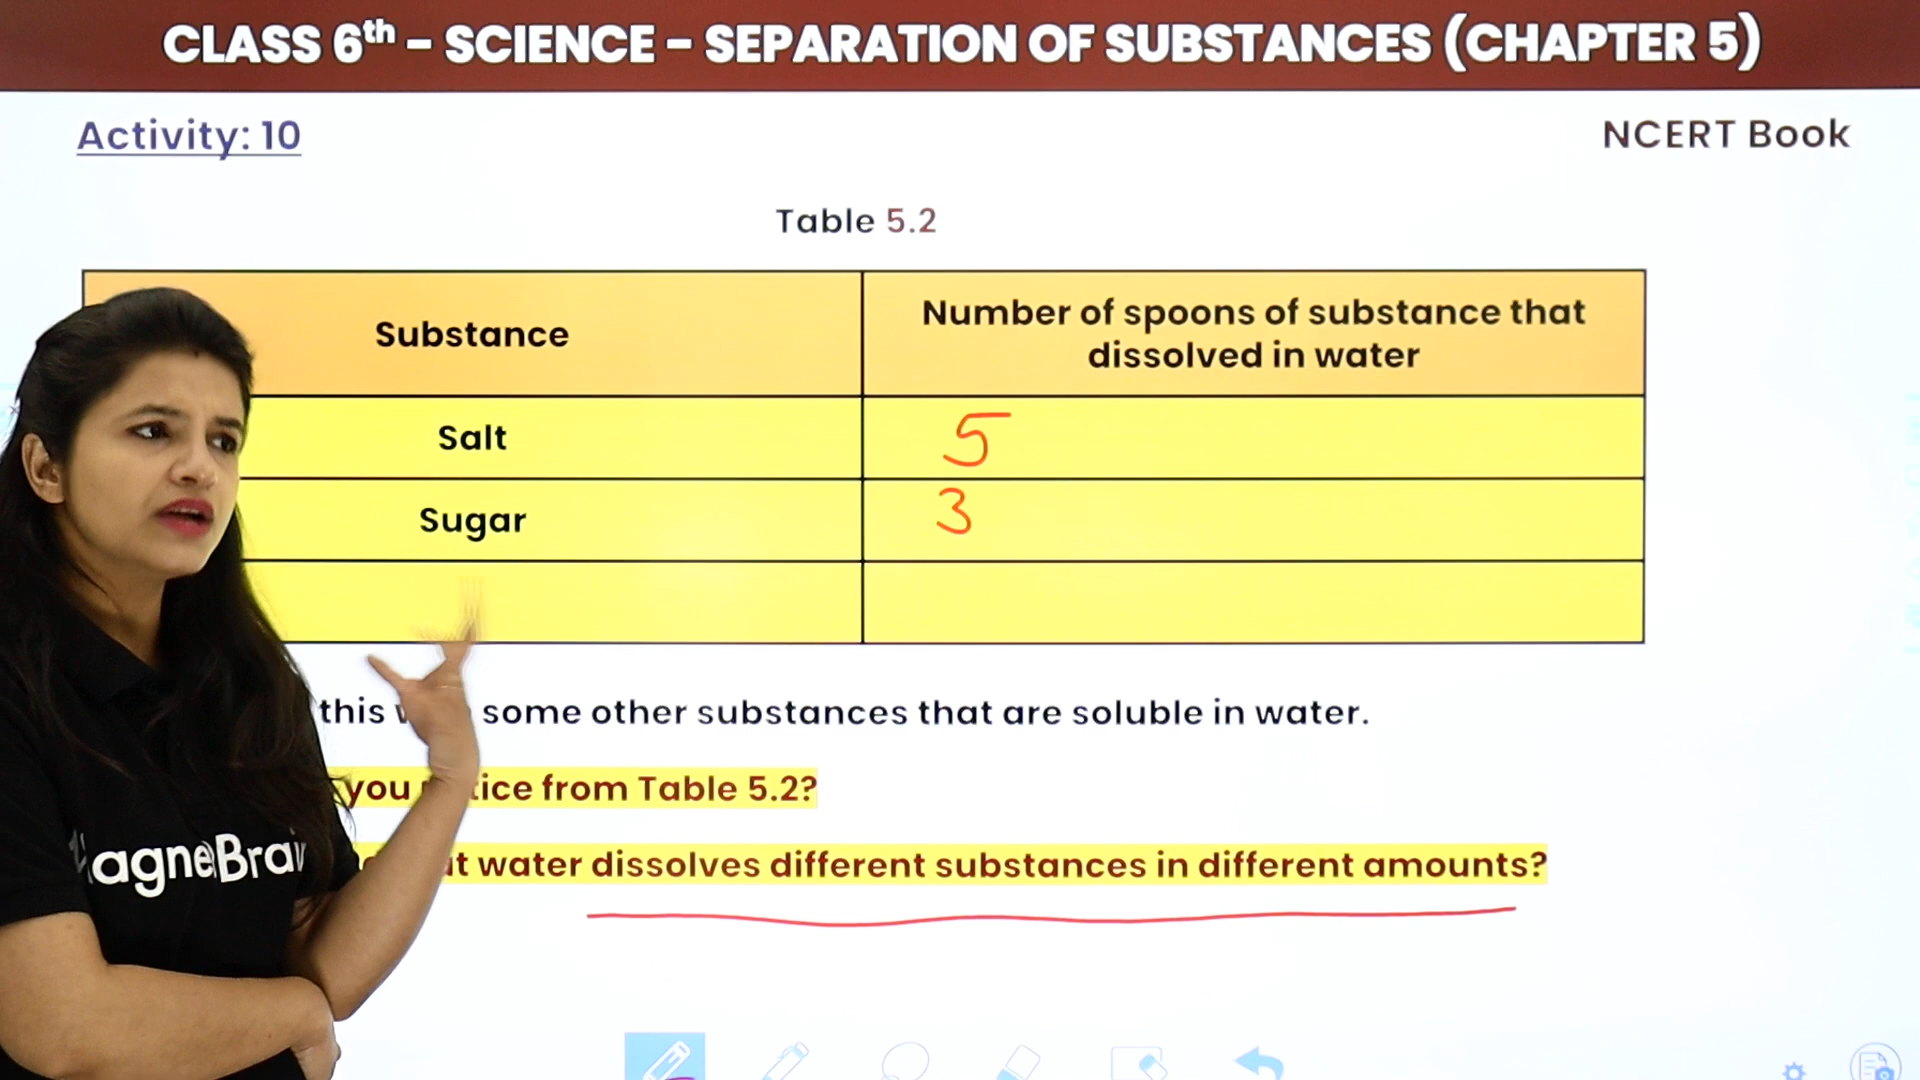 CLASS 6th - SCIENCE - SEPARATION OF SUBSTANCES (CHAPTER 5)
Activity: 10
NCERT Book
Table 5.2
Substance
Number of spoons of substance that
dissolved in water
Salt
5
Sugar
3
this some other substances that are soluble in water.
you from Table 5.2?
water dissolves different substances in different amounts?